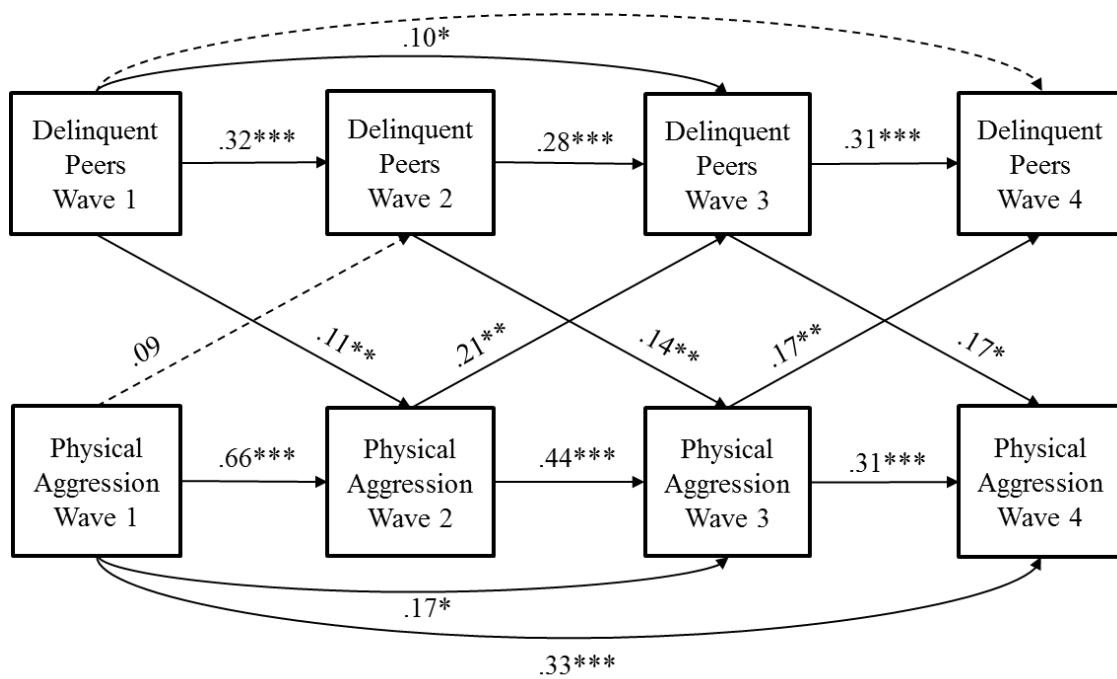 .10*
Delinquent
Peers
Wave 1
.32***
Delinquent
Peers
Wave 2
.28***
Delinquent
Peers
Wave 3
.31***
Delinquent
Peers
Wave 4
.09
.11**
.21**
.14**
.17**
.17*
Physical
Aggression
Wave 1
.66***
Physical
Aggression
Wave 2
.44***
Physical
Aggression
Wave 3
.31***
Physical
Aggression
Wave 4
.17*
.33***